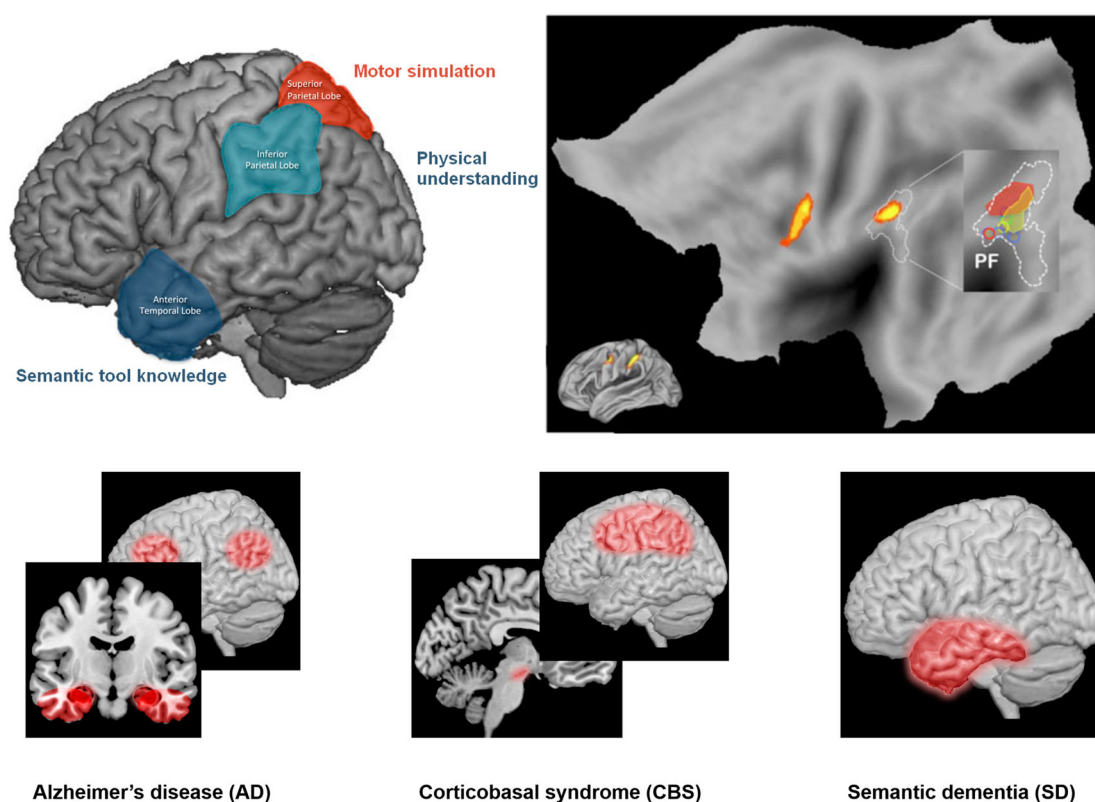 Motor simulation
Superior
Parietal Lobe
Inferior
Parietal Lobe
Physical
understanding
Anterior
Temporal Lobe
Semantic tool knowledge
PF
Alzheimer’s disease (AD)
Corticobasal syndrome (CBS)
Semantic dementia (SD)